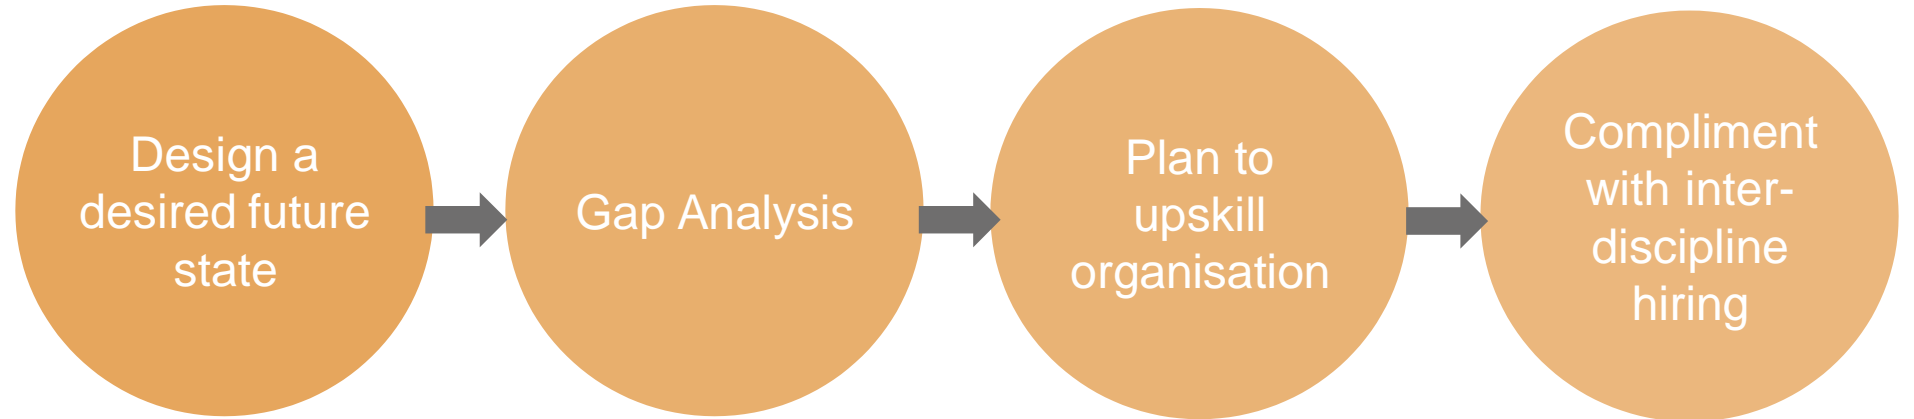 Design a
desired future
state
Gap Analysis
Plan to
upskill
organisation
Compliment
with inter-
discipline
hiring